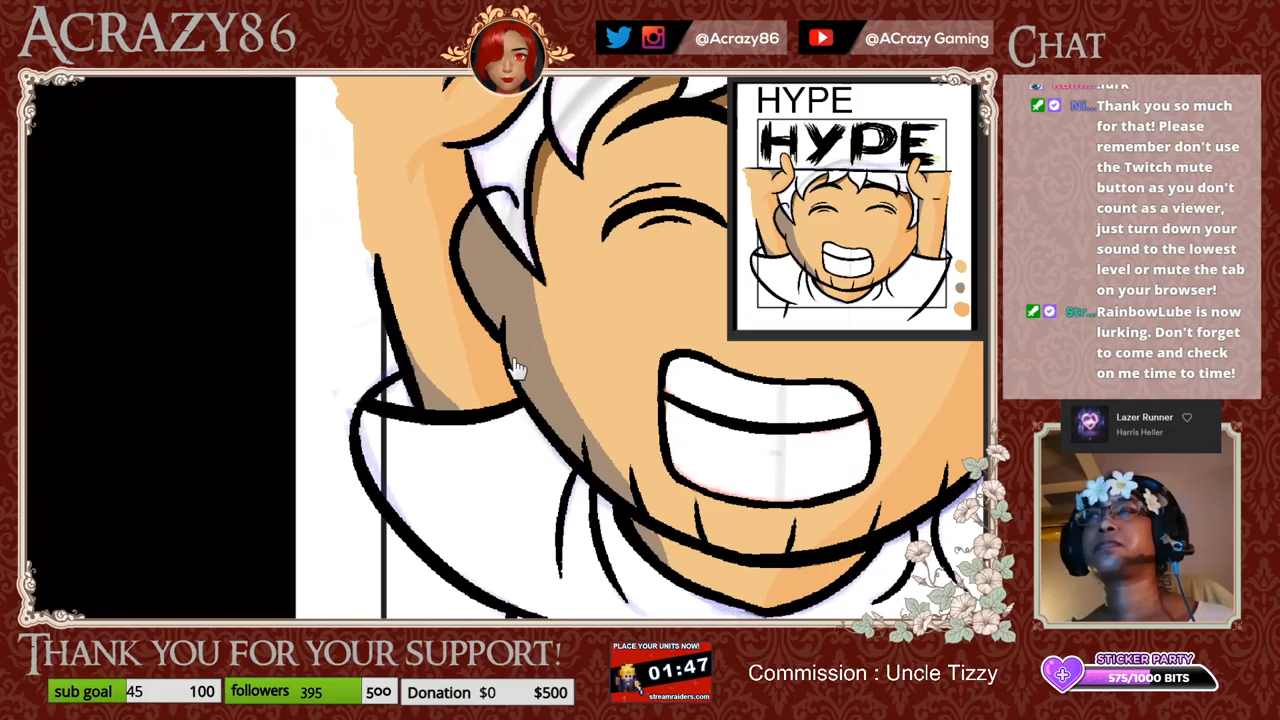 ACRAZY86
@Acrazy86
@ACrazy Gaming
CHAT
HYPE
HYPE
Ni... Thank you so much
for that! Please
remember don't use
the Twitch mute
button as you don't
count as a viewer,
just turn down your
sound to the lowest
level or mute the tab
on your browser!
Str... RainbowLube is now
lurking. Don't forget
to come and check
on me time to time!
Lazer Runner
Harris Heller
THANK YOU FOR YOUR SUPPORT!
sub goal 45 100
followers 395 500
Donation $0 $500
PLACE YOUR UNITS NOW!
01:47
streamraiders.com
Commission : Uncle Tizzy
STICKER PARTY
575/1000 BITS